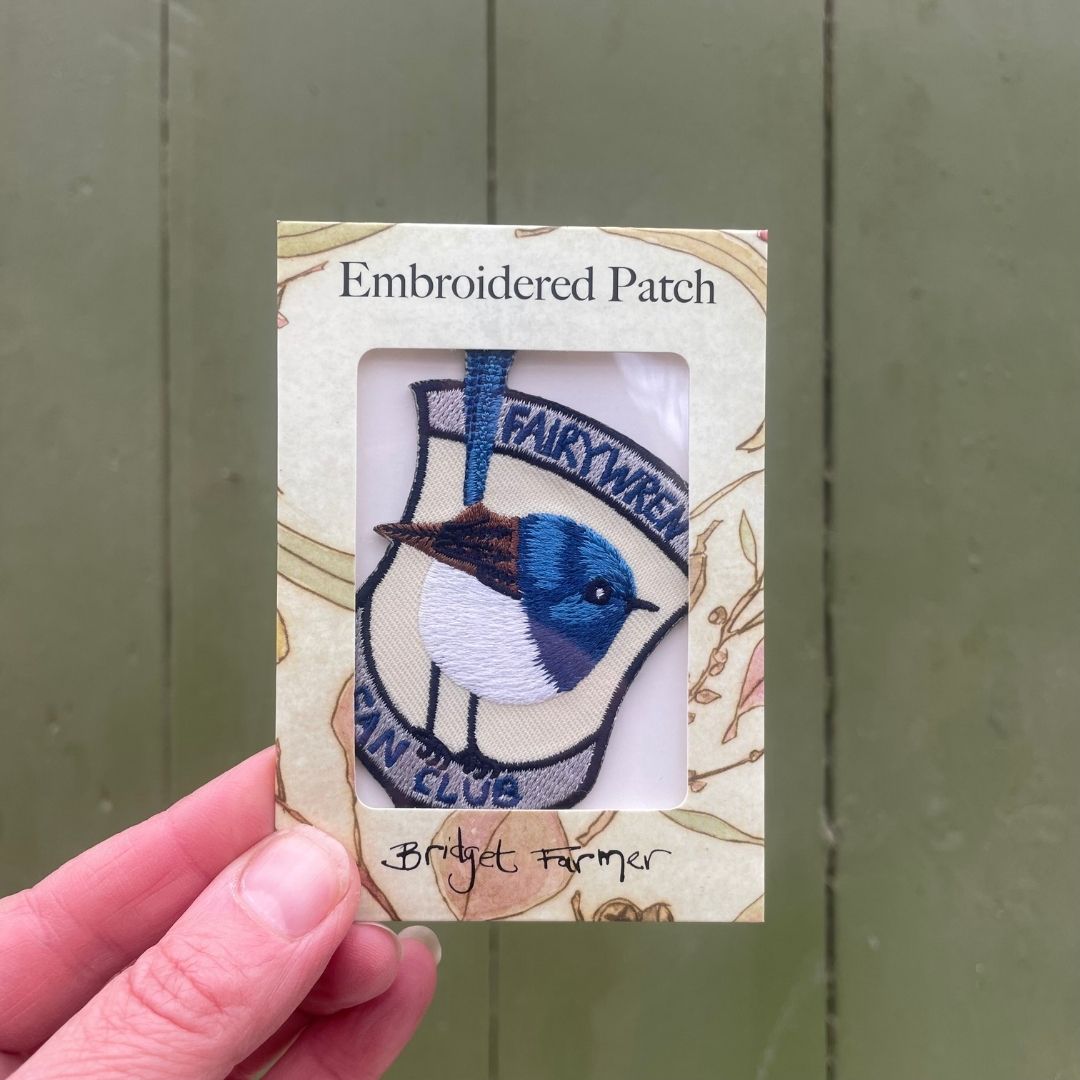 Embroidered Patch
FAIRYWREN
FAN CLUB
Bridget Farmer